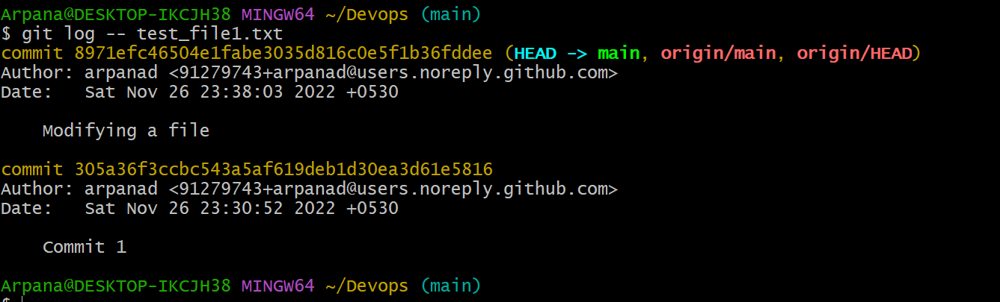 Arpana@DESKTOP-IKCJH38 MINGW64 ~/Devops (main)
$ git log -- test_file1.txt
commit 8971efc46504e1fabe3035d816c0e5f1b36fddee (HEAD -> main, origin/main, origin/HEAD)
Author: arpanad <91279743+arpanad@users.noreply.github.com>
Date:   Sat Nov 26 23:38:03 2022 +0530
    Modifying a file
commit 305a36f3ccbc543a5af619deb1d30ea3d61e5816
Author: arpanad <91279743+arpanad@users.noreply.github.com>
Date:   Sat Nov 26 23:30:52 2022 +0530
    Commit 1
Arpana@DESKTOP-IKCJH38 MINGW64 ~/Devops (main)
$